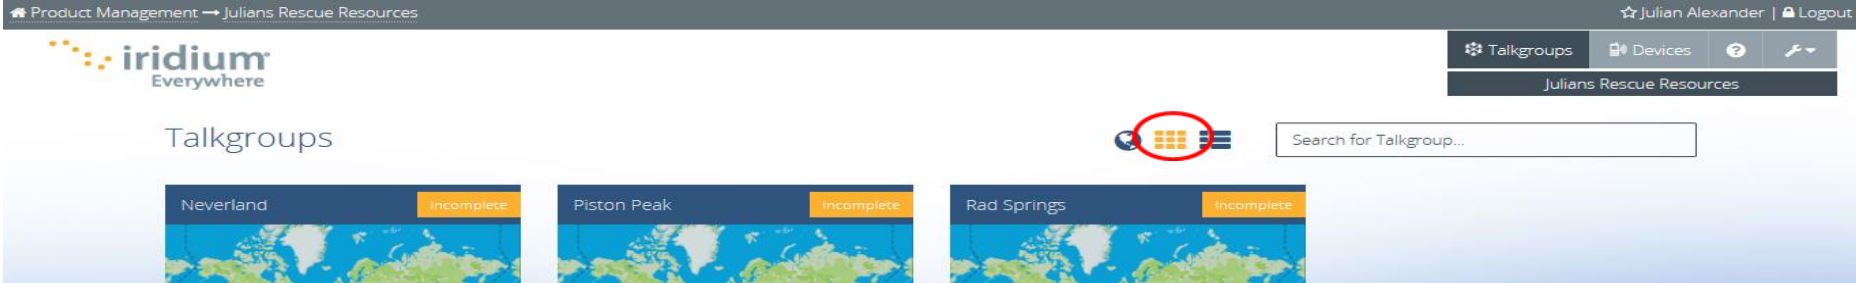 Product Management → Julians Rescue Resources
Julian Alexander | Logout
iridium
Everywhere
Talkgroups
Devices
?
Julians Rescue Resources
Talkgroups
Search for Talkgroup...
Neverland
Incomplete
Piston Peak
Incomplete
Rad Springs
Incomplete